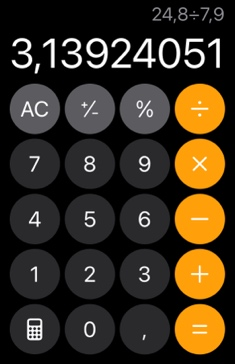 24,8÷7,9
3,13924051
AC +/- % ÷
7 8 9 ×
4 5 6 −
1 2 3 +
0 , =